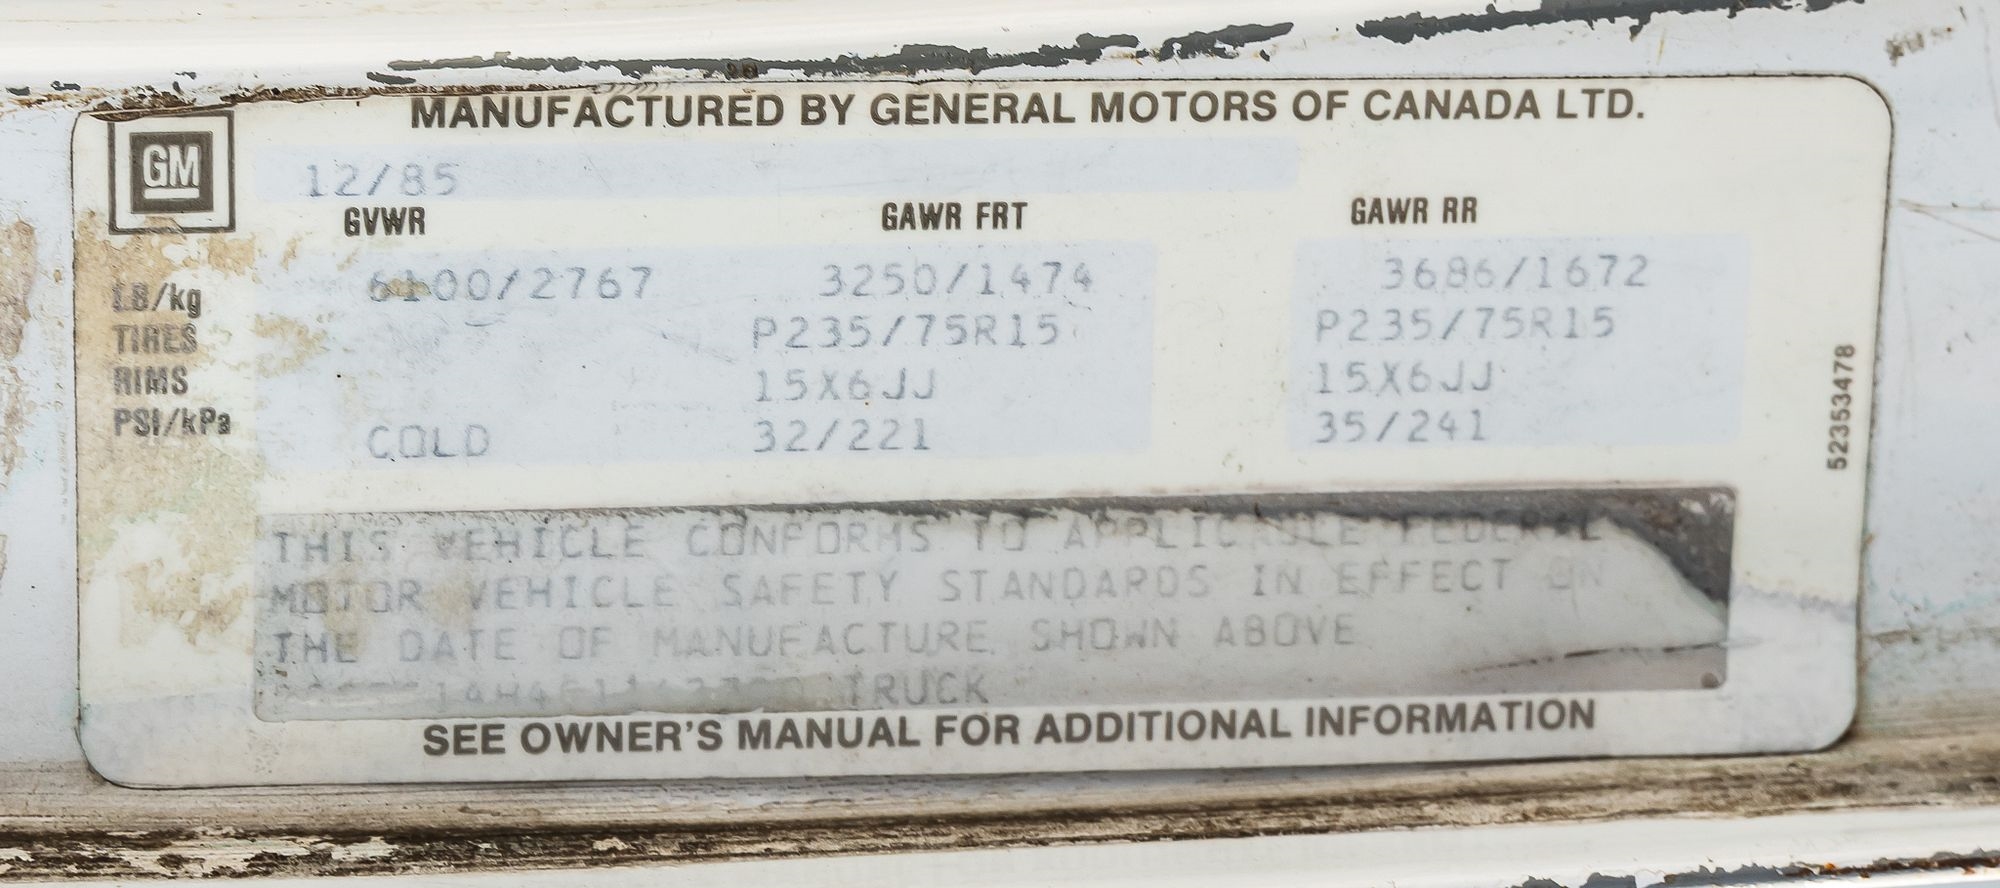 MANUFACTURED BY GENERAL MOTORS OF CANADA LTD.
GM
12/85
GVWR GAWR FRT GAWR RR
LB/kg 6100/2767 3250/1474 3686/1672
TIRES P235/75R15 P235/75R15
RIMS 15X6JJ 15X6JJ
PSI/kPa COLD 32/221 35/241
52353478
THIS VEHICLE CONFORMS TO APPLICABLE FEDERAL
MOTOR VEHICLE SAFETY STANDARDS IN EFFECT ON
THE DATE OF MANUFACTURE SHOWN ABOVE
TRUCK
SEE OWNER'S MANUAL FOR ADDITIONAL INFORMATION